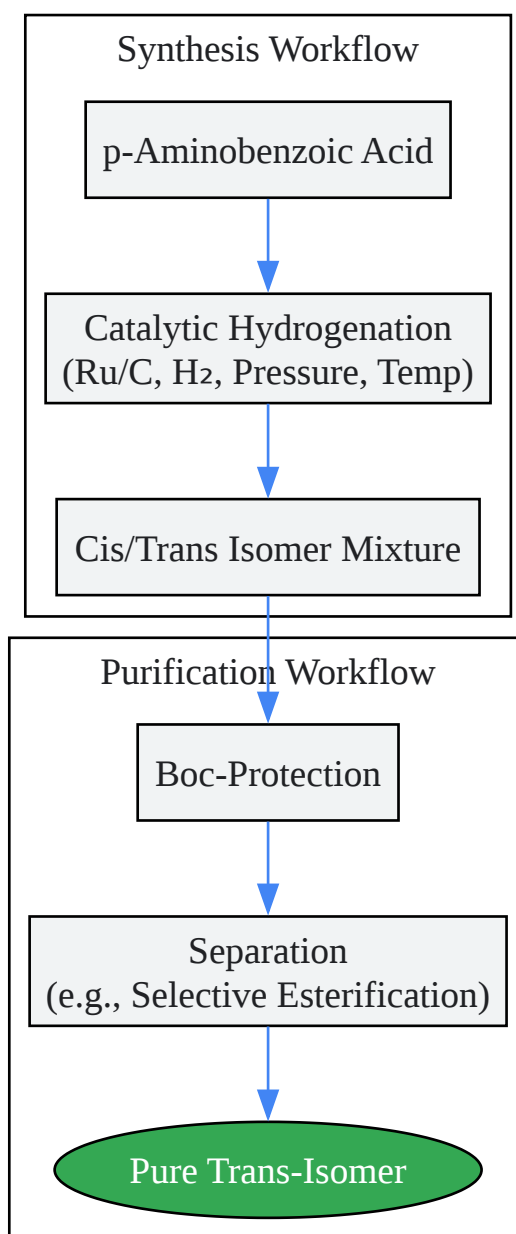 Synthesis Workflow
p-Aminobenzoic Acid
Catalytic Hydrogenation
(Ru/C, H₂, Pressure, Temp)
Cis/Trans Isomer Mixture
Purification Workflow
Boc-Protection
Separation
(e.g., Selective Esterification)
Pure Trans-Isomer